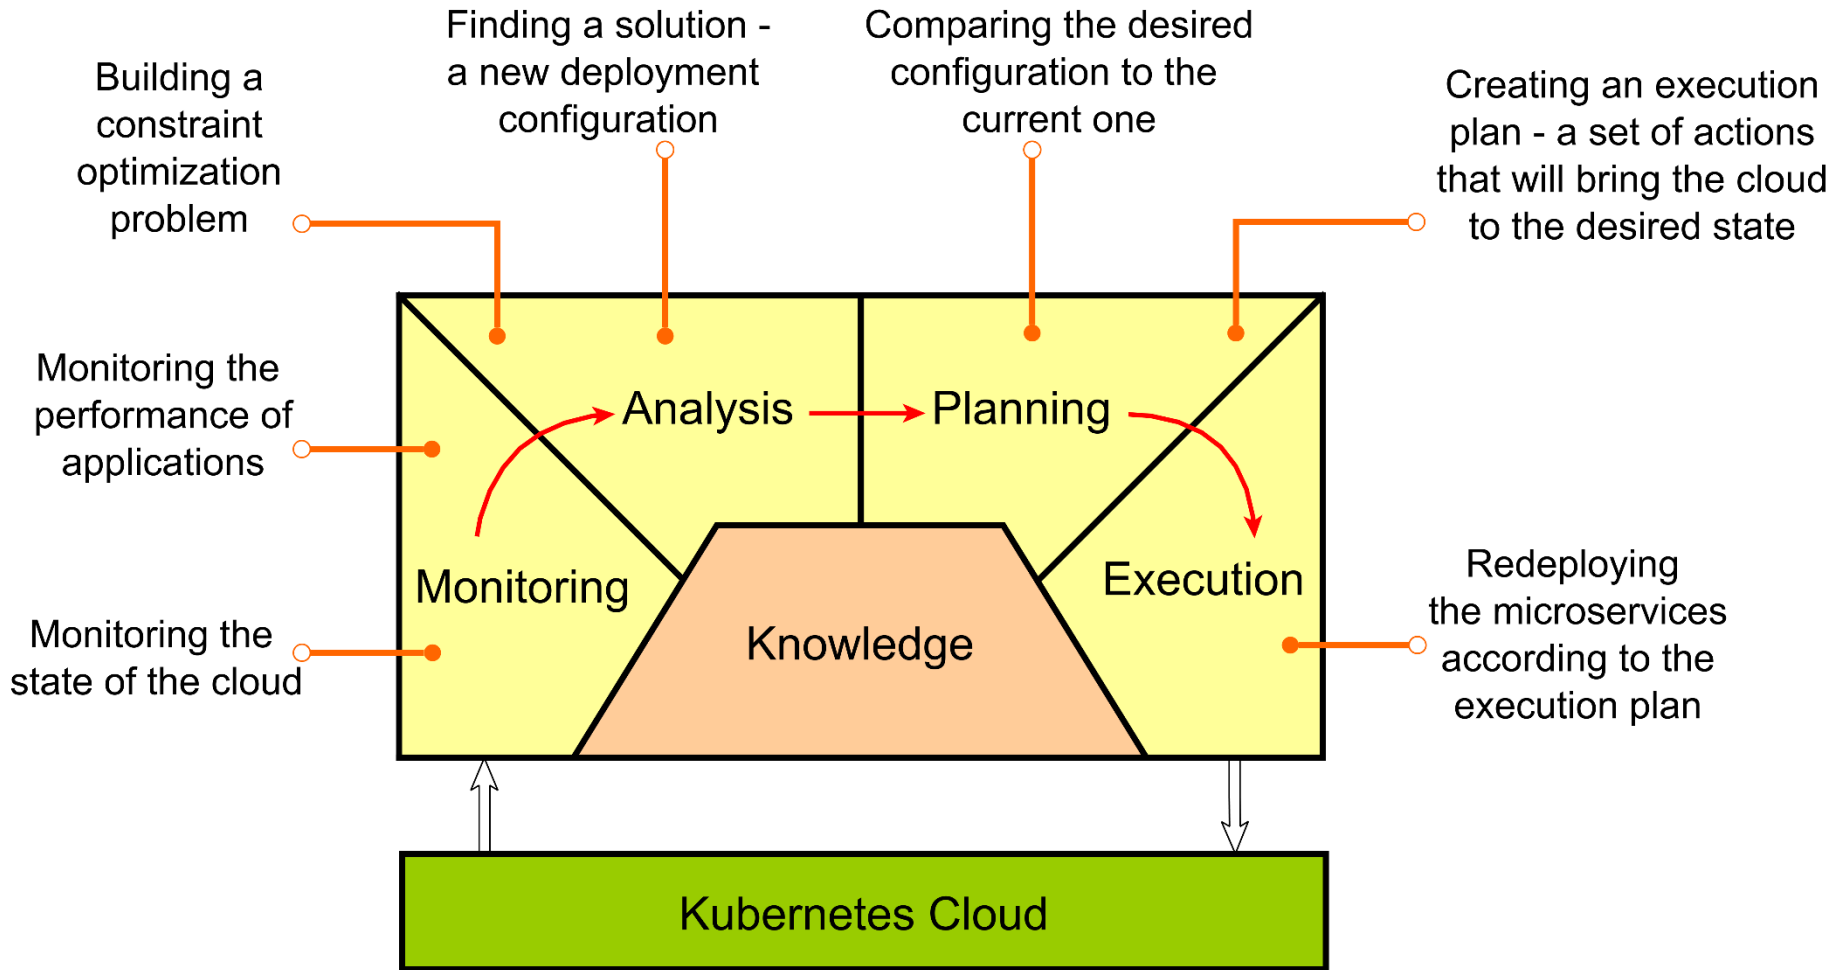 Building a
constraint
optimization
problem
Finding a solution -
a new deployment
configuration
Comparing the desired
configuration to the
current one
Creating an execution
plan - a set of actions
that will bring the cloud
to the desired state
Monitoring the
performance of
applications
Monitoring the
state of the cloud
Analysis
Planning
Monitoring
Execution
Knowledge
Redeploying
the microservices
according to the
execution plan
Kubernetes Cloud